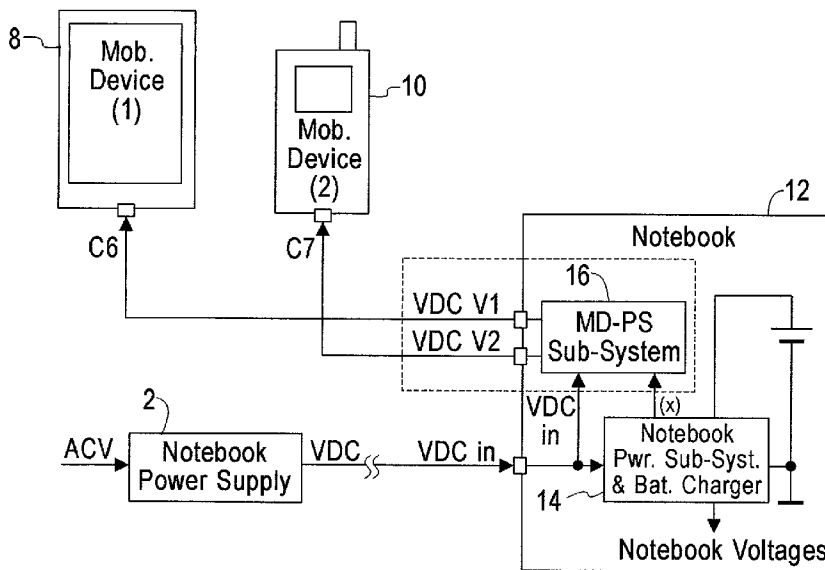 8
Mob.
Device
(1)
10
Mob.
Device
(2)
C6
C7
12
Notebook
16
VDC V1
MD-PS
Sub-System
VDC V2
VDC
in
(x)
2
ACV
Notebook
Power Supply
VDC
VDC in
Notebook
Pwr. Sub-Syst.
& Bat. Charger
14
Notebook Voltages